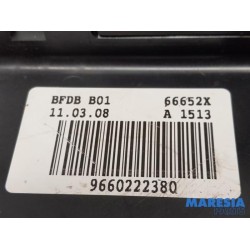 BFDB B01 66652X
11.03.08 A 1513
9660222380
MARESIA